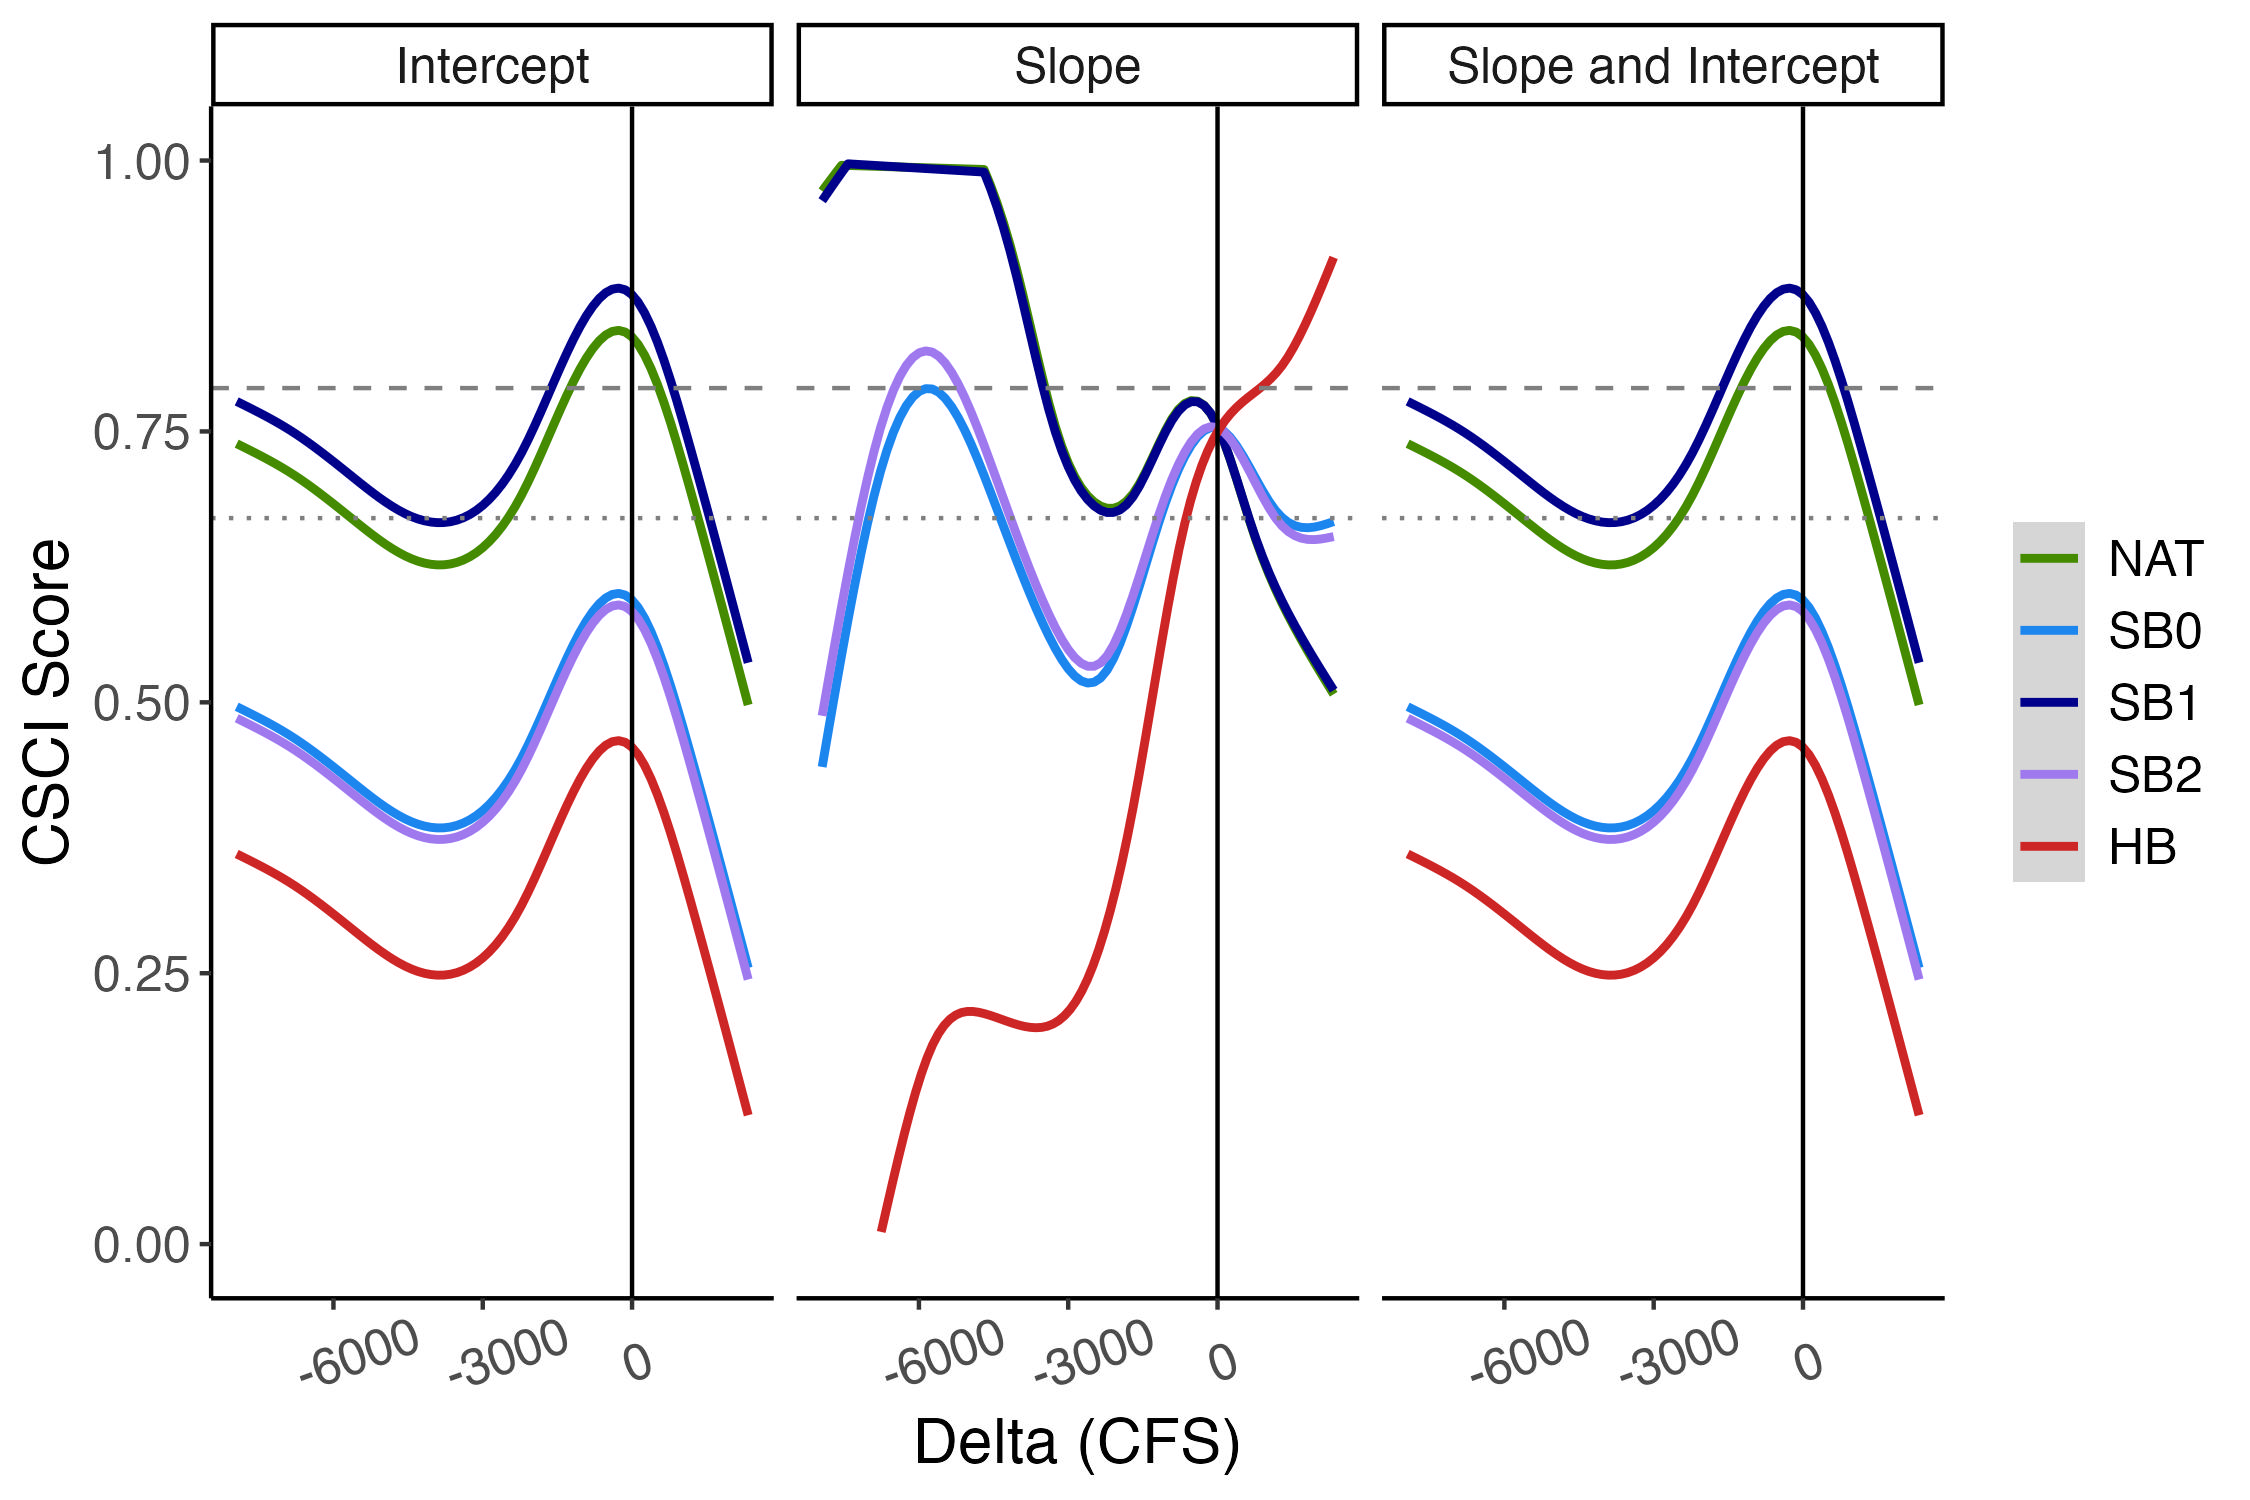 Intercept
Slope
Slope and Intercept
1.00
0.75
0.50
0.25
0.00
CSCI Score
-6000
-3000
0
-6000
-3000
0
-6000
-3000
0
Delta (CFS)
NAT
SB0
SB1
SB2
HB